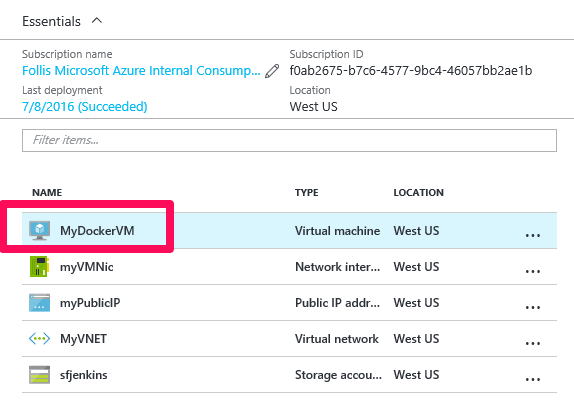 Essentials
Subscription name Subscription ID
Follis Microsoft Azure Internal Consump... f0ab2675-b7c6-4577-9bc4-46057bb2ae1b
Last deployment Location
7/8/2016 (Succeeded) West US
Filter items...
NAME TYPE LOCATION
MyDockerVM Virtual machine West US ...
myVMNic Network inter... West US ...
myPublicIP Public IP addr... West US ...
MyVNET Virtual network West US ...
sfjenkins Storage accou... West US ...